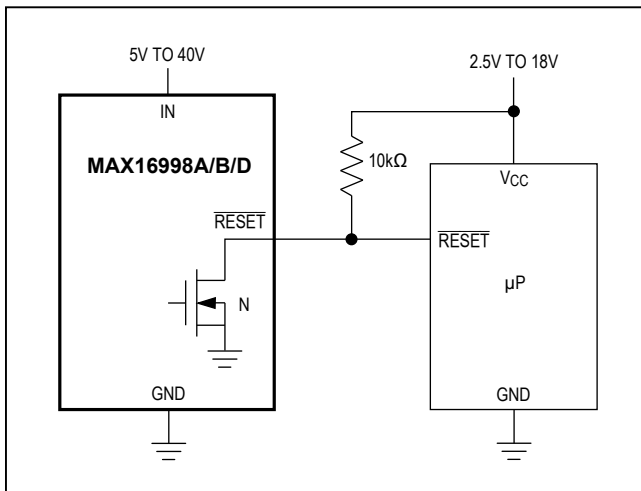 5V TO 40V
2.5V TO 18V
IN
MAX16998A/B/D
10kΩ
VCC
RESET
RESET
µP
N
GND
GND